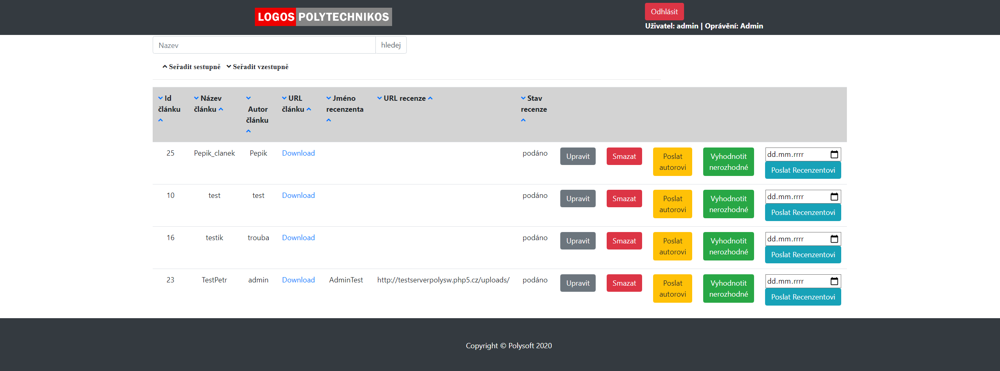 LOGOS POLYTECHNIKOS
Odhlásit
Uživatel: admin | Oprávění: Admin
Nazev
hledej
Seřadit sestupně Seřadit vzestupně
Id článku
Název článku
Autor článku
URL článku
Jméno recenzenta
URL recenze
Stav recenze
25 Pepik_clanek Pepik Download podáno Upravit Smazat Poslat autorovi Vyhodnotit nerozhodné dd.mm.rrrr Poslat Recenzentovi
10 test test Download podáno Upravit Smazat Poslat autorovi Vyhodnotit nerozhodné dd.mm.rrrr Poslat Recenzentovi
16 testik trouba Download podáno Upravit Smazat Poslat autorovi Vyhodnotit nerozhodné dd.mm.rrrr Poslat Recenzentovi
23 TestPetr admin Download AdminTest http://testserverpolysw.php5.cz/uploads/ podáno Upravit Smazat Poslat autorovi Vyhodnotit nerozhodné dd.mm.rrrr Poslat Recenzentovi
Copyright © Polysoft 2020